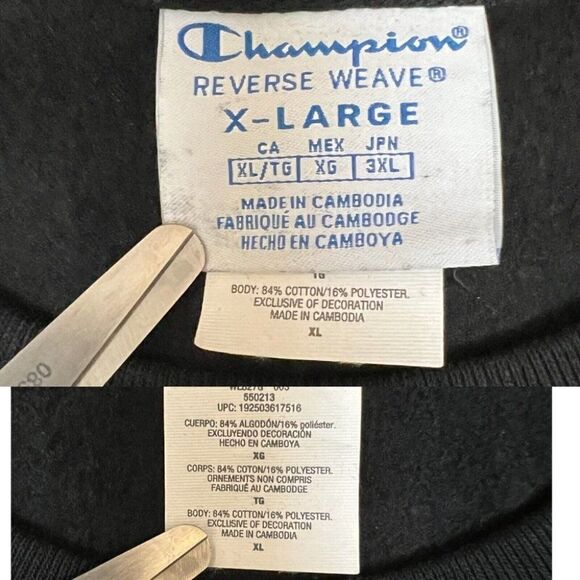 Champion®
REVERSE WEAVE®
X-LARGE
CA MEX JPN
XL/TG XG 3XL
MADE IN CAMBODIA
FABRIQUÉ AU CAMBODGE
HECHO EN CAMBOYA
TG
BODY: 84% COTTON/16% POLYESTER.
EXCLUSIVE OF DECORATION
MADE IN CAMBODIA
XL
680
003
550213
UPC: 192503617516
CUERPO: 84% ALGODÓN/16% poliéster.
EXCLUYENDO DECORACIÓN
HECHO EN CAMBOYA
XG
CORPS: 84% COTON/16% POLYESTER.
ORNEMENTS NON COMPRIS
FABRIQUÉ AU CAMBODGE
TG
BODY: 84% COTTON/16% POLYESTER.
EXCLUSIVE OF DECORATION
MADE IN CAMBODIA
XL